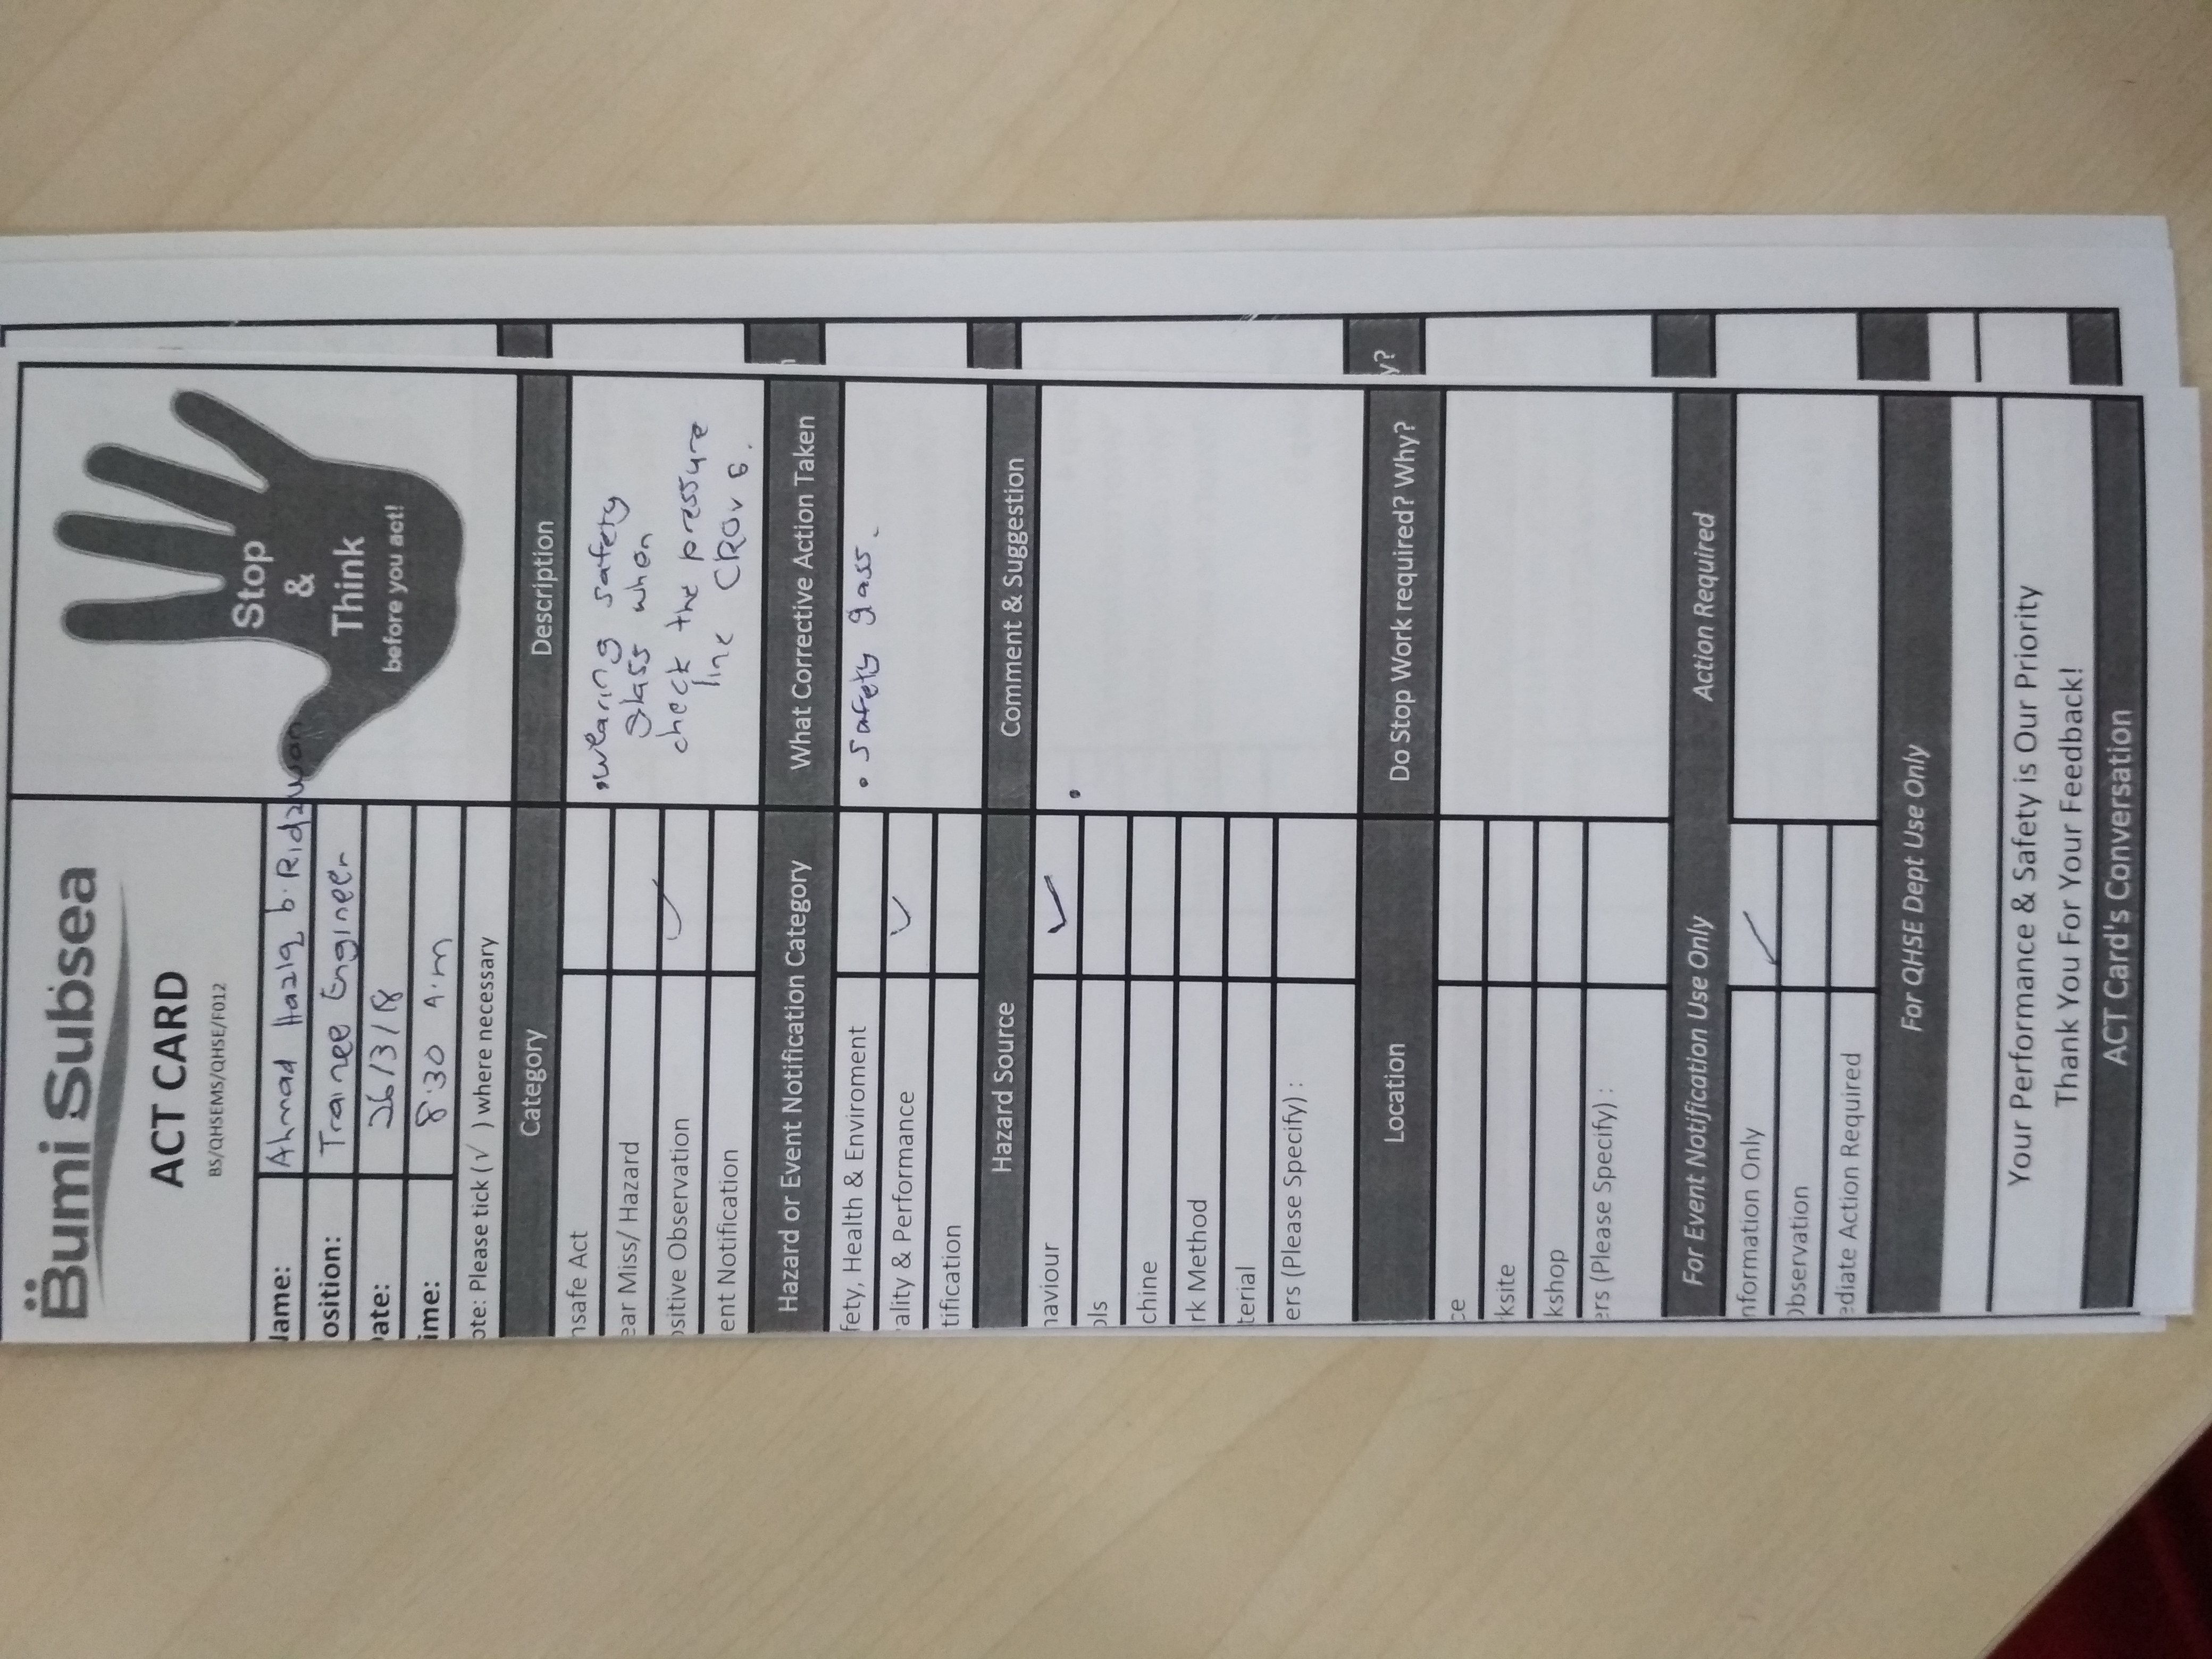 Bumi Subsea
ACT CARD
BS/QHSEMS/QHSE/F012
Stop
&
Think
before you act!
Name: Ahmad Haziq b. Ridzuwan
osition: Trainee Engineer
ate: 26/3/18
ime: 8.30 A.m
ote: Please tick (√ ) where necessary
Category Description
nsafe Act
ear Miss/ Hazard
ositive Observation ✓
ent Notification
• wearing safety
glass when
check the pressure
line CROV 6.
Hazard or Event Notification Category What Corrective Action Taken
fety, Health & Enviroment
ality & Performance ✓
tification
• safety glass.
Hazard Source Comment & Suggestion
haviour ✓ •
ols
chine
rk Method
terial
ers (Please Specify) :
Location Do Stop Work required? Why?
ce
ksite
kshop
ers (Please Specify) :
y?
For Event Notification Use Only Action Required
nformation Only ✓
Observation
ediate Action Required
For QHSE Dept Use Only
Your Performance & Safety is Our Priority
Thank You For Your Feedback!
ACT Card's Conversation